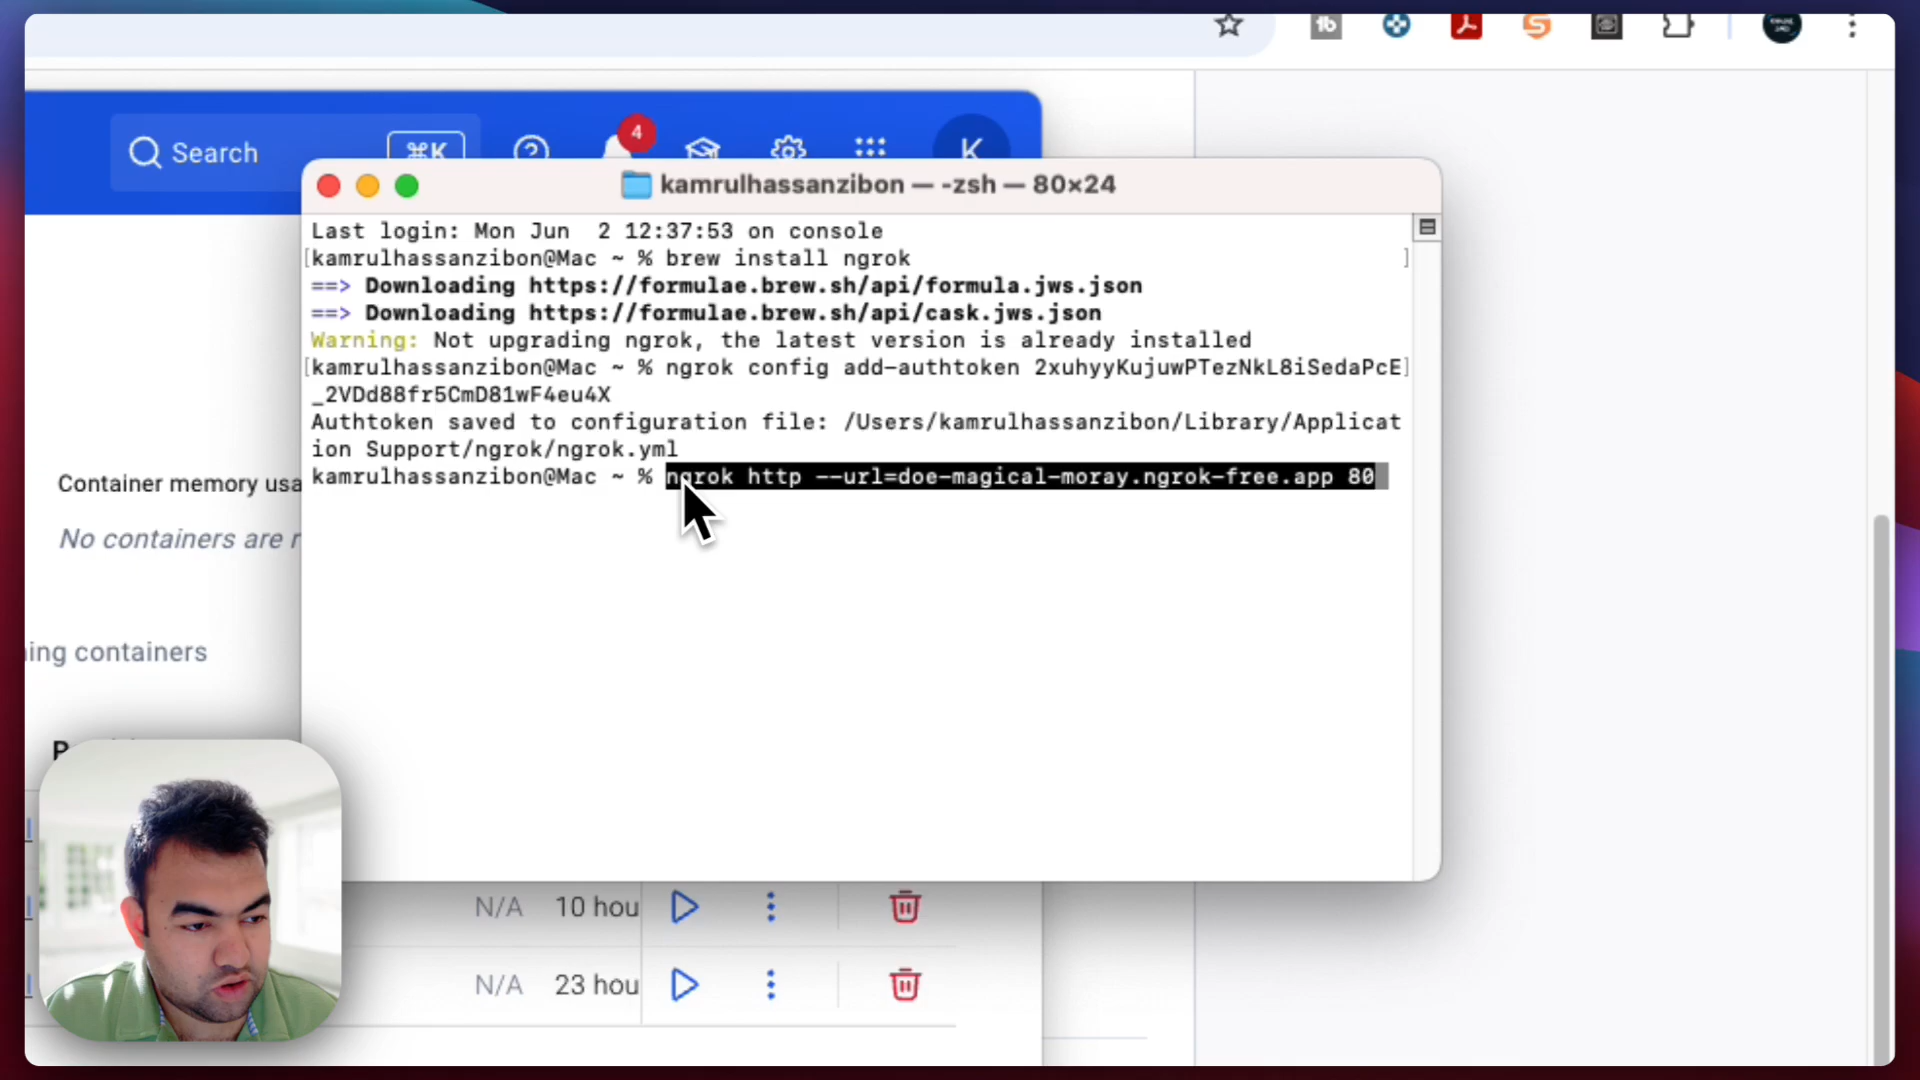 Search
⌘K
4
K
kamrulhassanzibon — -zsh — 80×24
Last login: Mon Jun  2 12:37:53 on console
[kamrulhassanzibon@Mac ~ % brew install ngrok ]
==> Downloading https://formulae.brew.sh/api/formula.jws.json
==> Downloading https://formulae.brew.sh/api/cask.jws.json
Warning: Not upgrading ngrok, the latest version is already installed
[kamrulhassanzibon@Mac ~ % ngrok config add-authtoken 2xuhyyKujuwPTezNkL8iSedaPcE]
_2VDd88fr5CmD81wF4eu4X
Authtoken saved to configuration file: /Users/kamrulhassanzibon/Library/Applicat
ion Support/ngrok/ngrok.yml
kamrulhassanzibon@Mac ~ % ngrok http --url=doe-magical-moray.ngrok-free.app 80
Container memory usa
No containers are r
ing containers
N/A 10 hou
N/A 23 hou